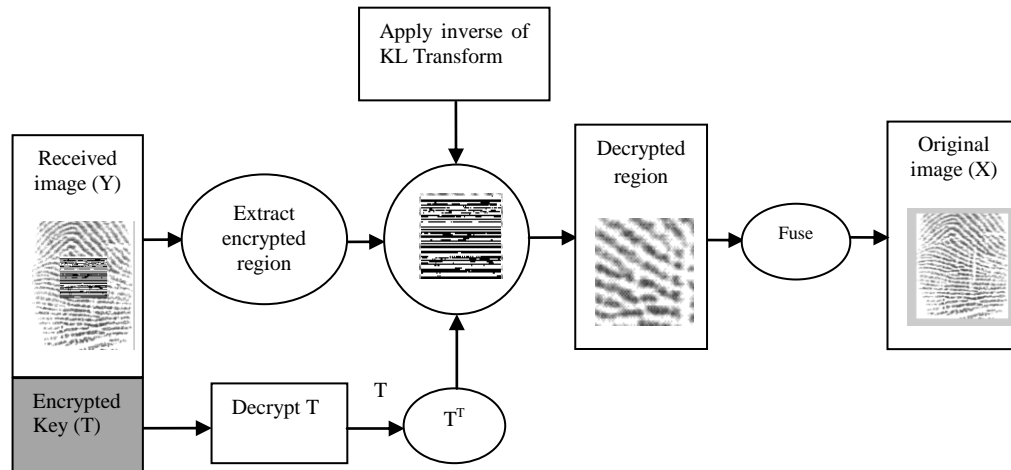 Apply inverse of
KL Transform
Received
image (Y)
Extract
encrypted
region
Decrypted
region
Fuse
Original
image (X)
Encrypted
Key (T)
Decrypt T
T
T^T